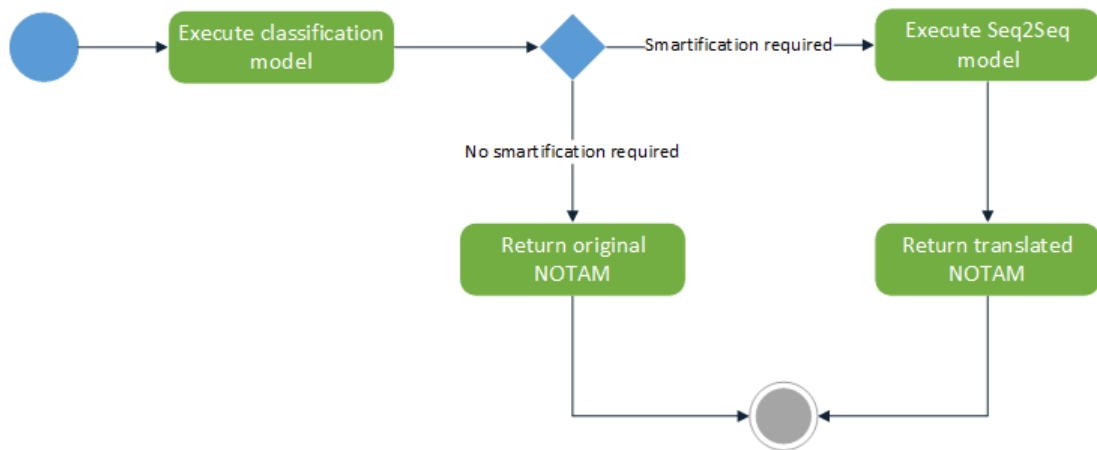 Execute classification
model
Smartification required
Execute Seq2Seq
model
No smartification required
Return original
NOTAM
Return translated
NOTAM